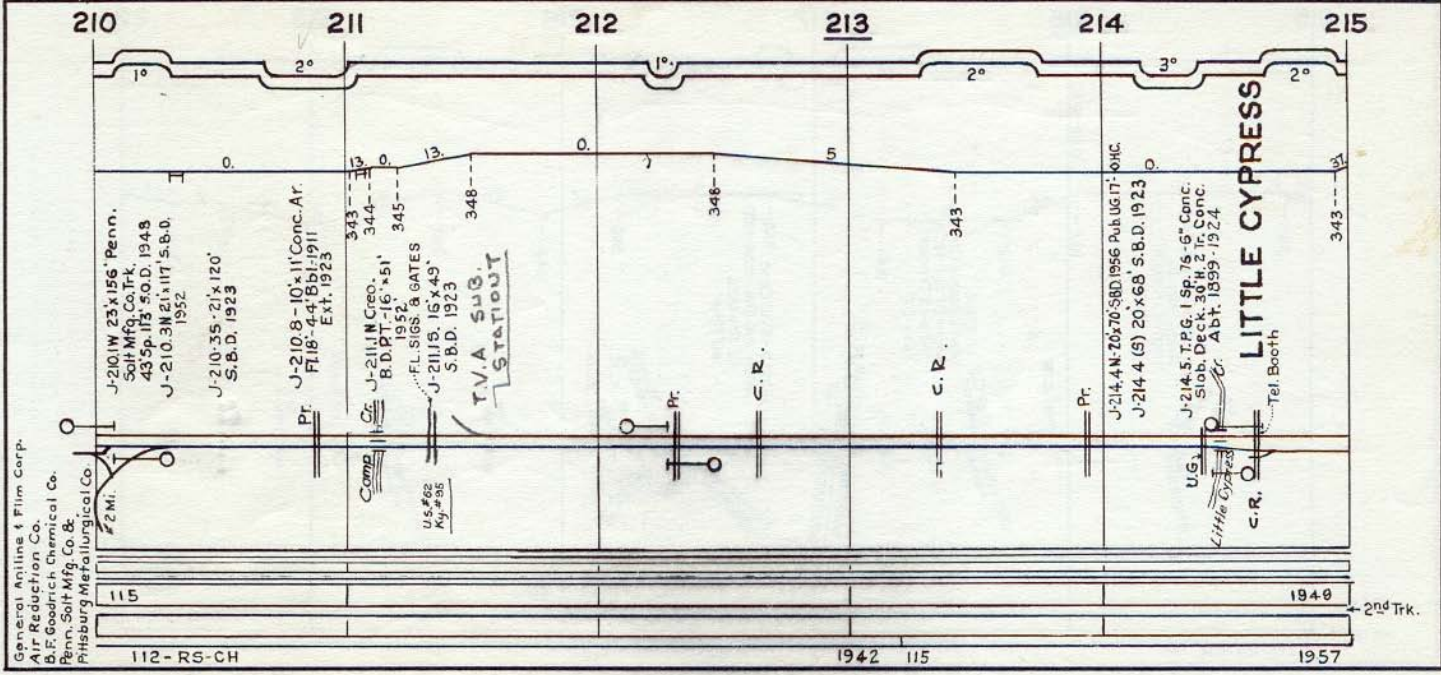 210
211
212
213
214
215
1°
2°
1°.
2°
3°
2°
0.
13.
0.
13.
0.
5
0.
37.
343
344
345
348
348
343
343
J-210.1W 23'x156' Penn.
Salt Mfg. Co. Trk.
43' Sp. 113' S.O.D. 1948
J-210.3N 21'x117' S.B.D.
1952
J-210-35-21'x120'
S.B.D. 1923
J-210.8-10'x11' Conc. Ar.
Fl.18'-44' Bbl-1911
Ext. 1923
J-211.1N Creo.
B.D.P.T.-16'x51'
1952
F.L. SIGS. & GATES
J-211.1S. 16'x49'
S.B.D. 1923
T.V.A SUB.
STATION
J-214.4 N-20'x70' S.B.D. 1956 Pub. U.G. 17'-OHC.
J-214 4 (S) 20'x68' S.B.D. 1923
J-214.5. T.P.G. 1 Sp. 76'-6" Conc.
Slab. Deck. 30' H. 2 Tr. Conc.
Abt. 1899-1924
LITTLE CYPRESS
Tel. Booth
Pr.
Camp Cr.
U.S.#62
Ky.#95
Pr.
C.R.
C.R.
Pr.
U.G.
Little Cypress Cr.
C.R.
2 Mi.
General Aniline & Film Corp.
Air Reduction Co.
B.F. Goodrich Chemical Co.
Penn. Salt Mfg. Co. &
Pittsburg Metallurgical Co.
115
1949
2nd Trk.
112-RS-CH
1942
115
1957